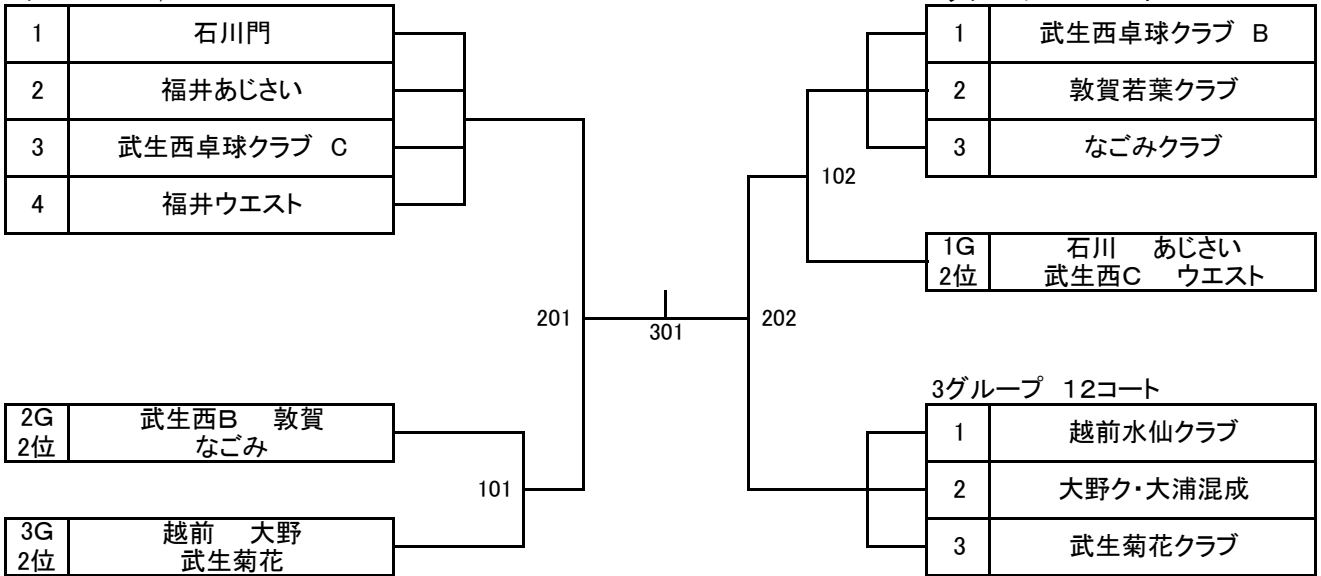 1 石川門
2 福井あじさい
3 武生西卓球クラブ C
4 福井ウエスト
201
2G 武生西B 敦賀
2位 なごみ
101
3G 越前 大野
2位 武生菊花
301
1 武生西卓球クラブ B
2 敦賀若葉クラブ
3 なごみクラブ
102
1G 石川 あじさい
2位 武生西C ウエスト
202
3グループ 12コート
1 越前水仙クラブ
2 大野ク・大浦混成
3 武生菊花クラブ